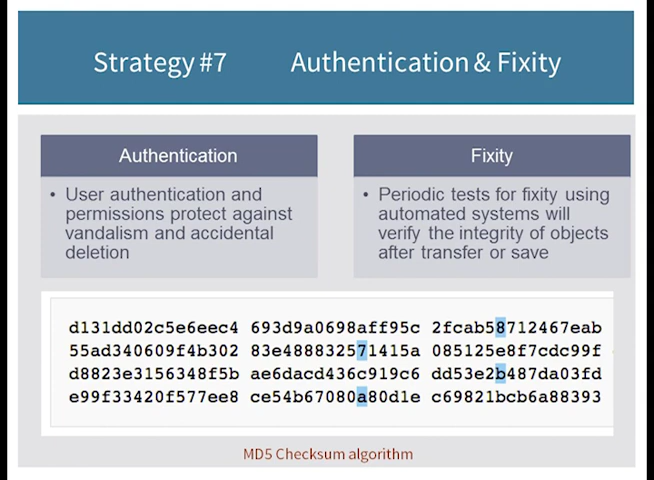 Strategy #7 Authentication & Fixity
Authentication
• User authentication and
permissions protect against
vandalism and accidental
deletion
Fixity
• Periodic tests for fixity using
automated systems will
verify the integrity of objects
after transfer or save
d131dd02c5e6eec4 693d9a0698aff95c 2fcab58712467eab
55ad340609f4b302 83e4888832571415a 085125e8f7cdc99f
d8823e3156348f5b ae6dacd436c919c6 dd53e2b487da03fd
e99f33420f577ee8 ce54b67080a80d1e c69821bcb6a88393
MD5 Checksum algorithm